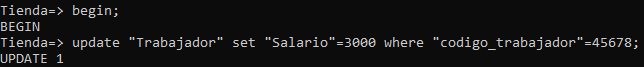 Tienda=> begin;
BEGIN
Tienda=> update "Trabajador" set "Salario"=3000 where "codigo_trabajador"=45678;
UPDATE 1